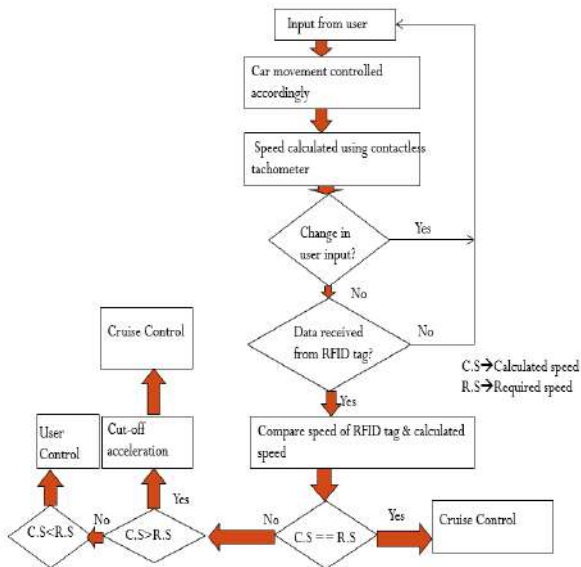 Input from user
Car movement controlled
accordingly
Speed calculated using contactless
tachometer
Change in
user input?
Yes
No
Data received
from RFID tag?
No
Yes
C.S→Calculated speed
R.S→Required speed
Compare speed of RFID tag & calculated
speed
C.S == R.S
Yes
Cruise Control
No
C.S>R.S
Yes
Cut-off
acceleration
Cruise Control
No
C.S<R.S
User
Control